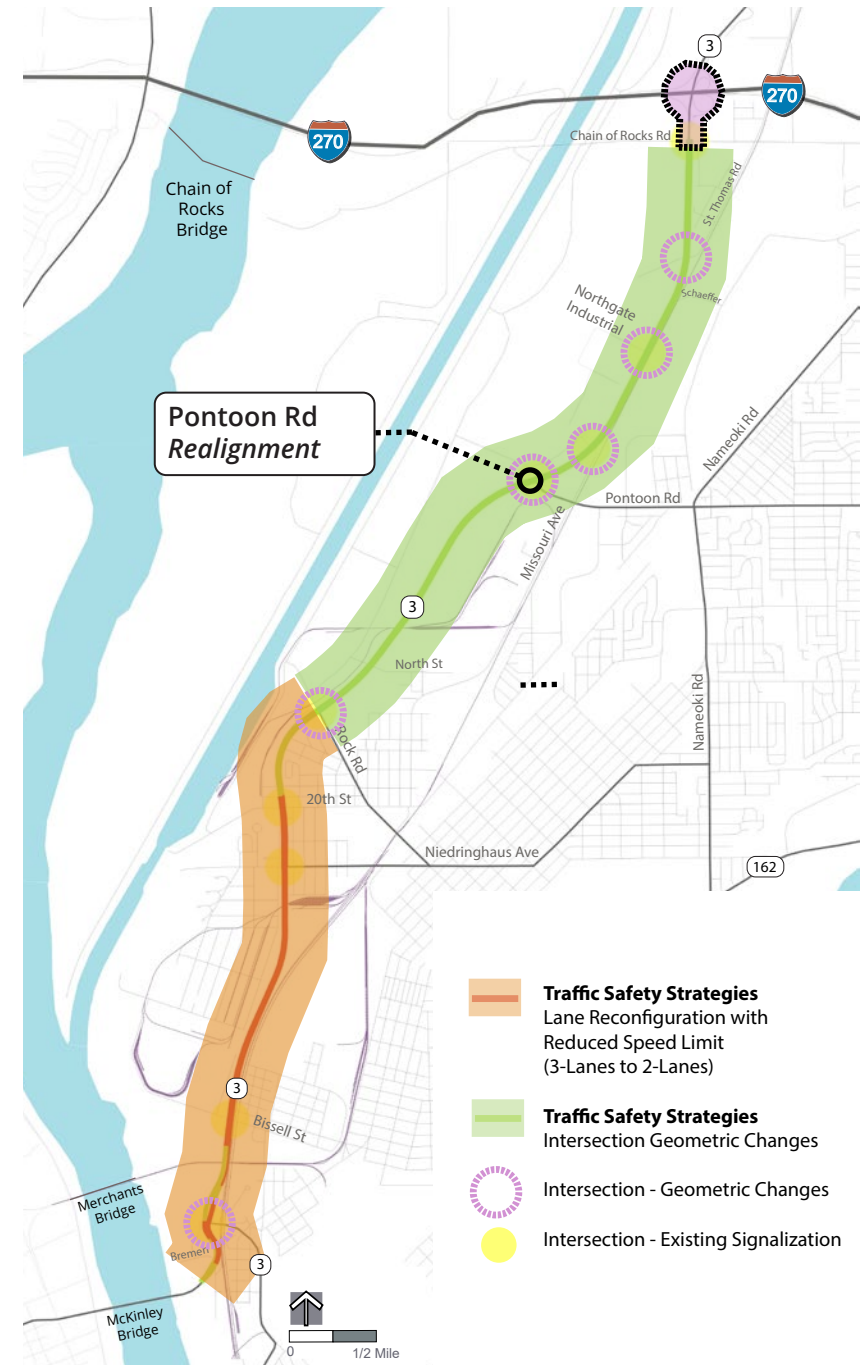 3
270
270
Chain of Rocks Rd
Chain of
Rocks
Bridge
St. Thomas Rd
Schaeffer
Northgate
Industrial
Pontoon Rd
Realignment
Nameoki Rd
Pontoon Rd
Missouri Ave
3
North St
Nameoki Rd
Rock Rd
20th St
Niedringhaus Ave
162
3
Bissell St
Merchants
Bridge
Bremen
3
McKinley
Bridge
0
1/2 Mile
Traffic Safety Strategies
Lane Reconfiguration with
Reduced Speed Limit
(3-Lanes to 2-Lanes)
Traffic Safety Strategies
Intersection Geometric Changes
Intersection - Geometric Changes
Intersection - Existing Signalization